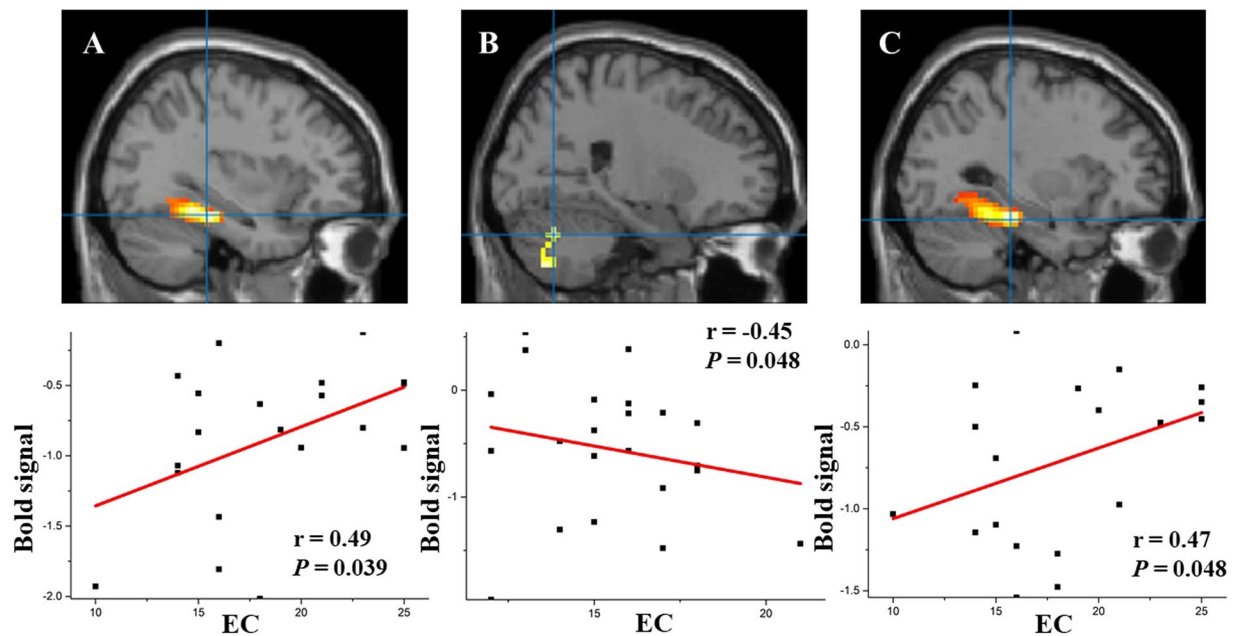 A
B
C
r = -0.45
P = 0.048
Bold signal
-0.5
-1.0
-1.5
-2.0
r = 0.49
P = 0.039
10
15
20
25
EC
Bold signal
0
-1
15
20
EC
Bold signal
0.0
-0.5
-1.0
-1.5
r = 0.47
P = 0.048
10
15
20
25
EC